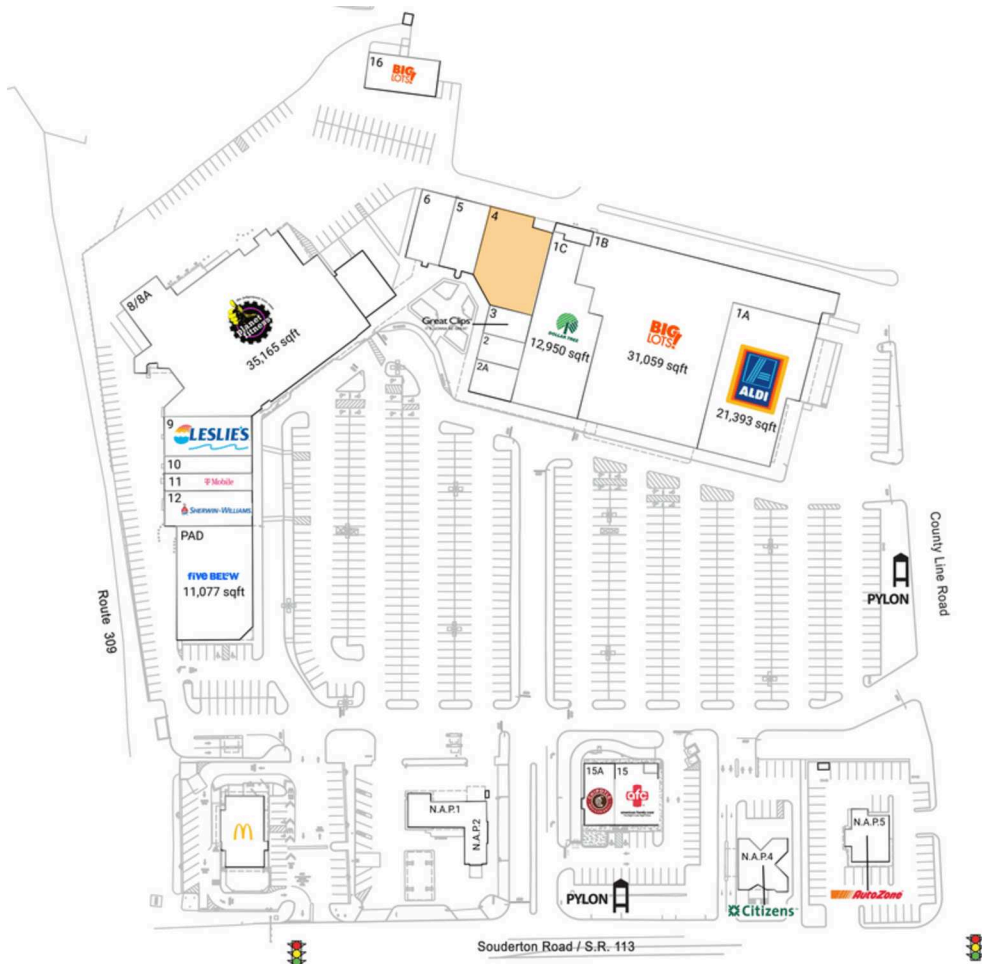 16
BIG
LOTS!
6
5
4
1C
1B
8/8A
planet
fitness
35,165 sqft
3
Great Clips
2
2A
DOLLAR TREE
12,950 sqft
BIG
LOTS!
31,059 sqft
1A
ALDI
21,393 sqft
9
LESLIE'S
10
11
T Mobile
12
SHERWIN-WILLIAMS
PAD
five BEL°W
11,077 sqft
Route 309
County Line Road
PYLON
15A
15
afc
N.A.P.1
N.A.P.2
N.A.P.4
N.A.P.5
PYLON
Citizens
AutoZone
Souderton Road / S.R. 113